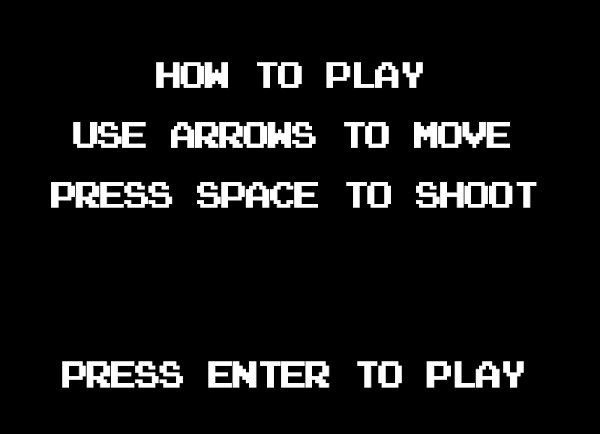 HOW TO PLAY
USE ARROWS TO MOVE
PRESS SPACE TO SHOOT
PRESS ENTER TO PLAY